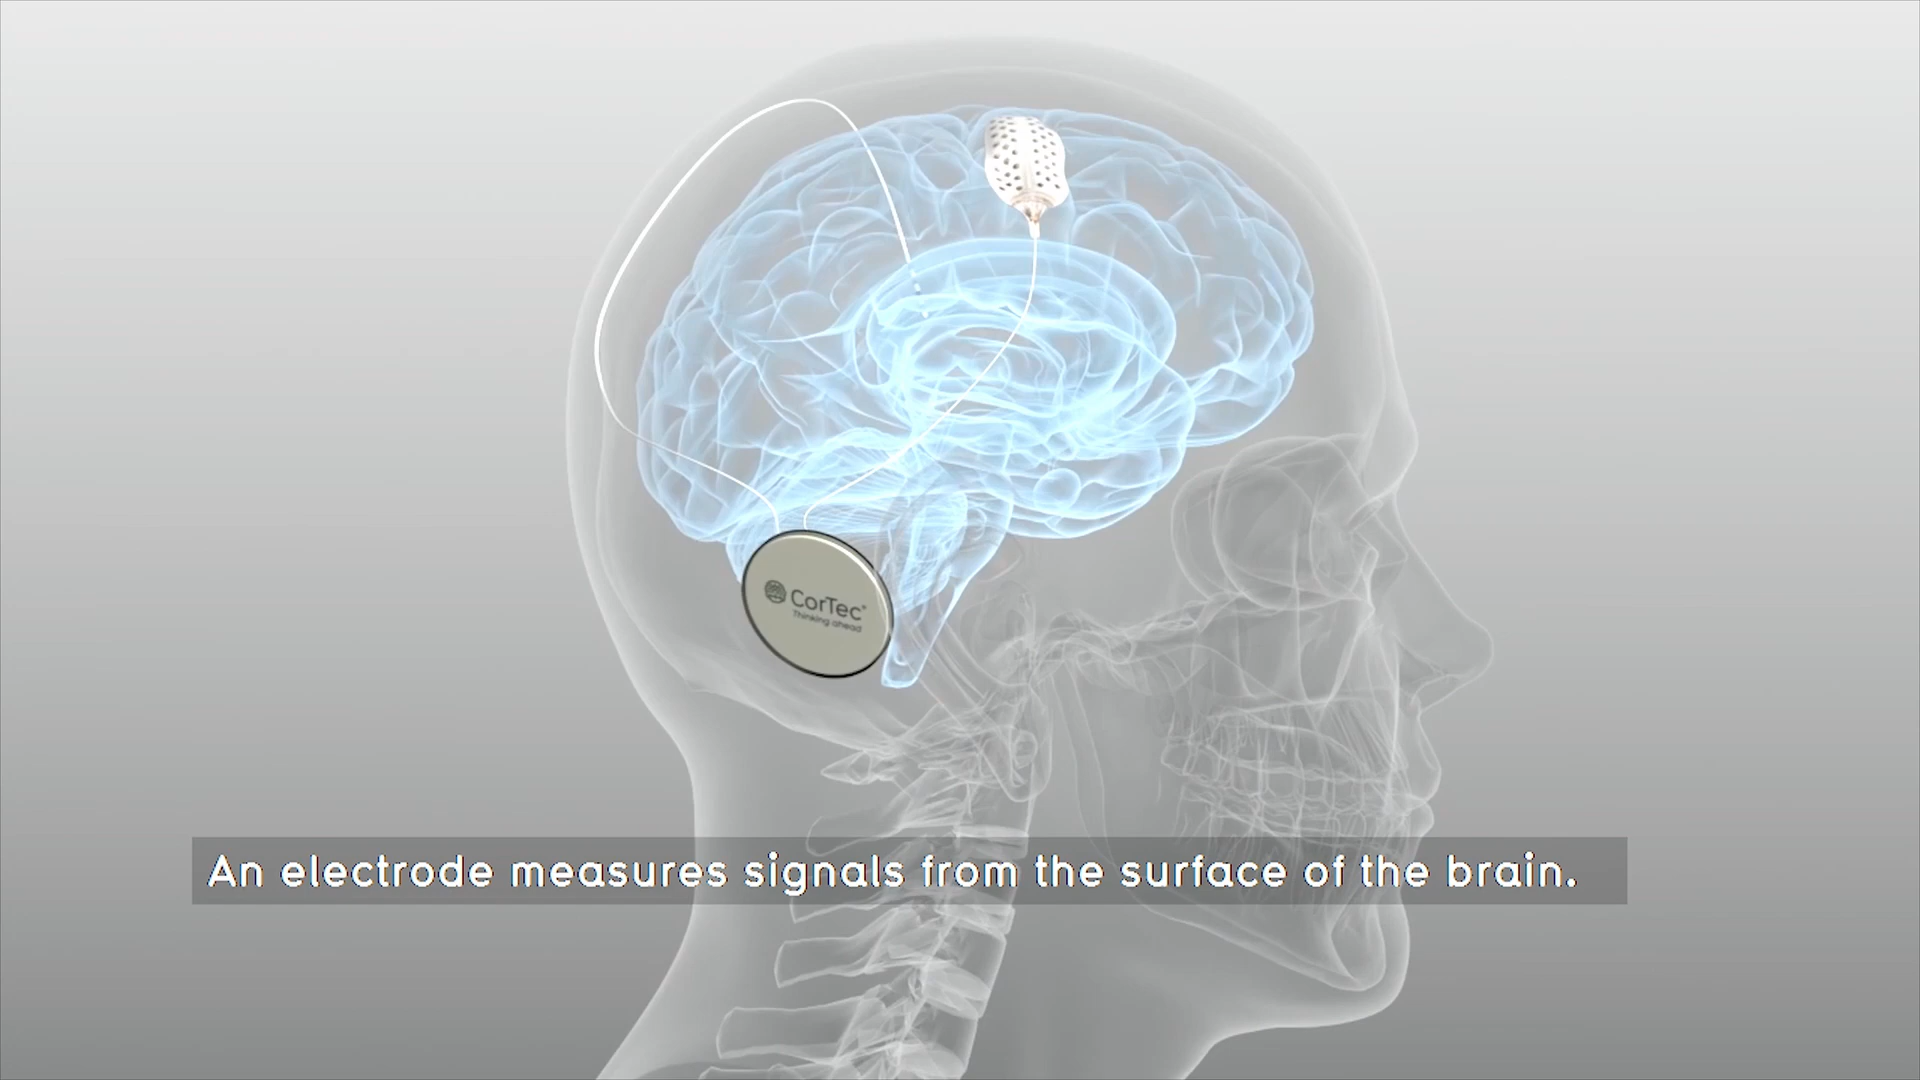 CorTec®
Thinking ahead
An electrode measures signals from the surface of the brain.